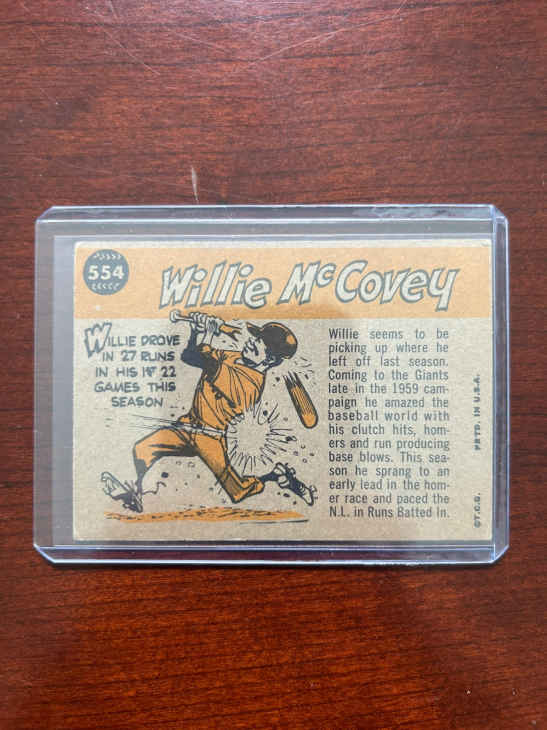 554
Willie McCovey
WILLIE DROVE
IN 27 RUNS
IN HIS 1ST 22
GAMES THIS
SEASON
Willie seems to be
picking up where he
left off last season.
Coming to the Giants
late in the 1959 cam-
paign he amazed the
baseball world with
his clutch hits, hom-
ers and run producing
base blows. This sea-
son he sprang to an
early lead in the hom-
er race and paced the
N.L. in Runs Batted In.
©T.C.G. PRTD. IN U.S.A.